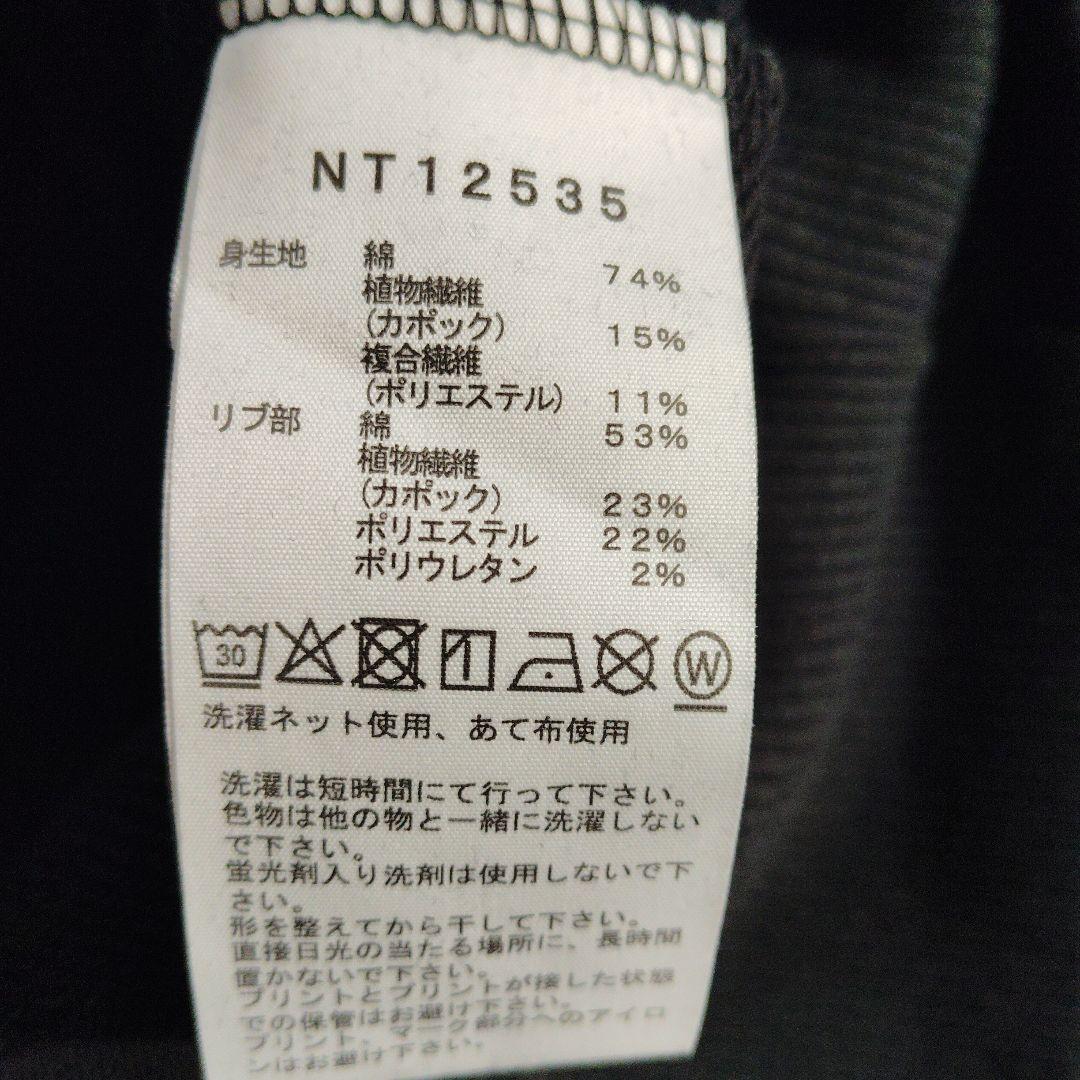 NT12535
身生地 綿 74%
植物繊維
(カポック) 15%
複合繊維
(ポリエステル) 11%
リブ部 綿 53%
植物繊維
(カポック) 23%
ポリエステル 22%
ポリウレタン 2%
30 W
洗濯ネット使用、あて布使用
洗濯は短時間にて行って下さい。
色物は他の物と一緒に洗濯しない
で下さい。
蛍光剤入り洗剤は使用しないで下
さい。
形を整えてから干して下さい。
直接日光の当たる場所に、長時間
置かないで下さい。
プリントとプリントが接した状態
での保管はお避け下さい。
プリント、マーク部分へのアイロ
ンはお避け下さい。